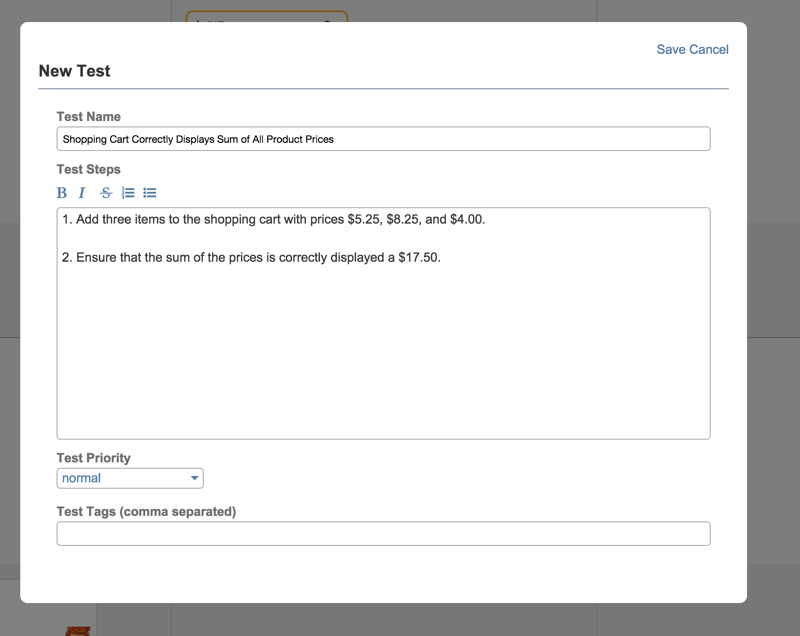 Save Cancel
New Test
Test Name
Shopping Cart Correctly Displays Sum of All Product Prices
Test Steps
B I S
1. Add three items to the shopping cart with prices $5.25, $8.25, and $4.00.
2. Ensure that the sum of the prices is correctly displayed a $17.50.
Test Priority
normal
Test Tags (comma separated)